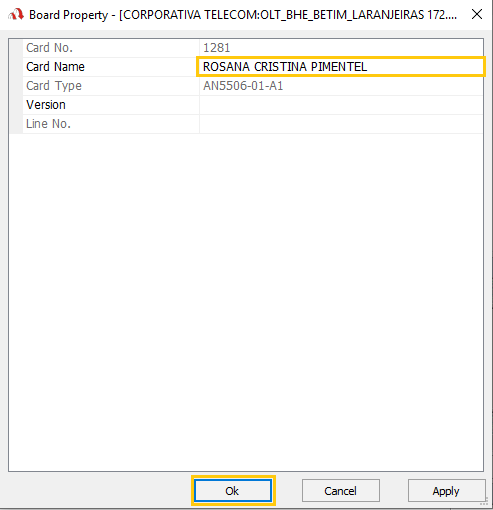 Board Property - [CORPORATIVA TELECOM:OLT_BHE_BETIM_LARANJEIRAS 172....
Card No. 1281
Card Name ROSANA CRISTINA PIMENTEL
Card Type AN5506-01-A1
Version
Line No.
Ok Cancel Apply